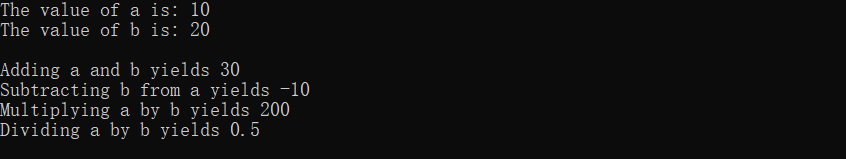 The value of a is: 10
The value of b is: 20
Adding a and b yields 30
Subtracting b from a yields -10
Multiplying a by b yields 200
Dividing a by b yields 0.5